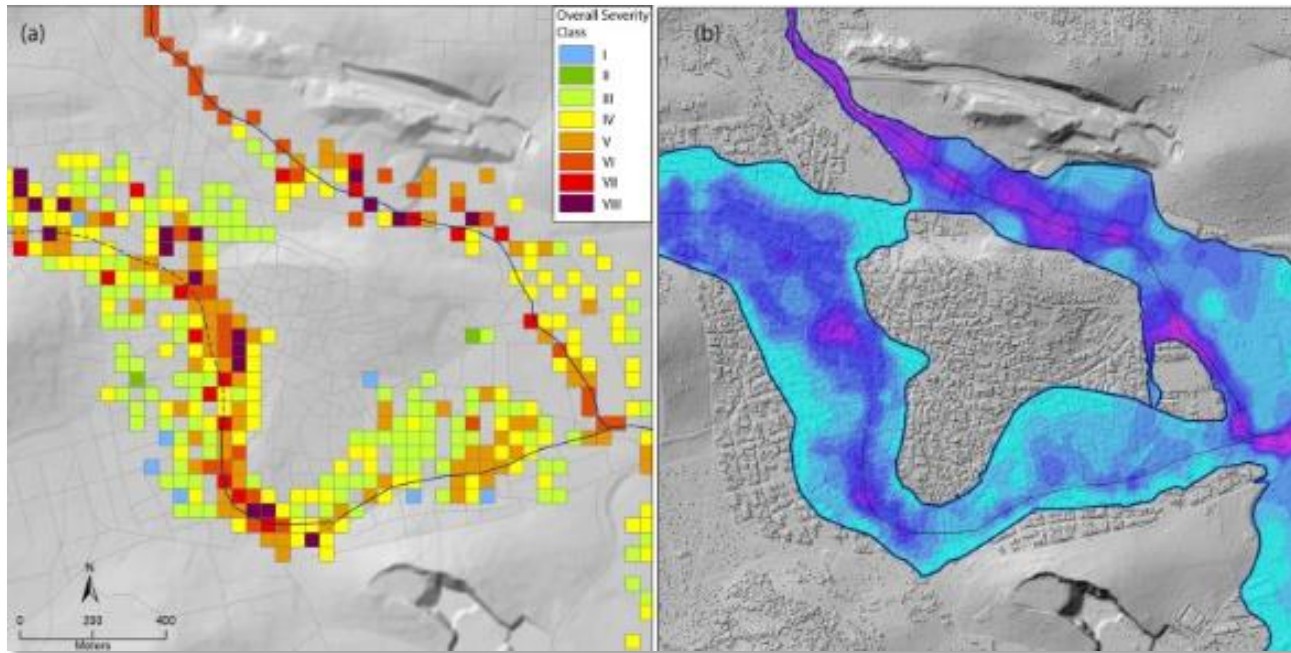 (a)
Overall Severity
Class
I
II
III
IV
V
VI
VII
VIII
N
0 200 400
Meters
(b)